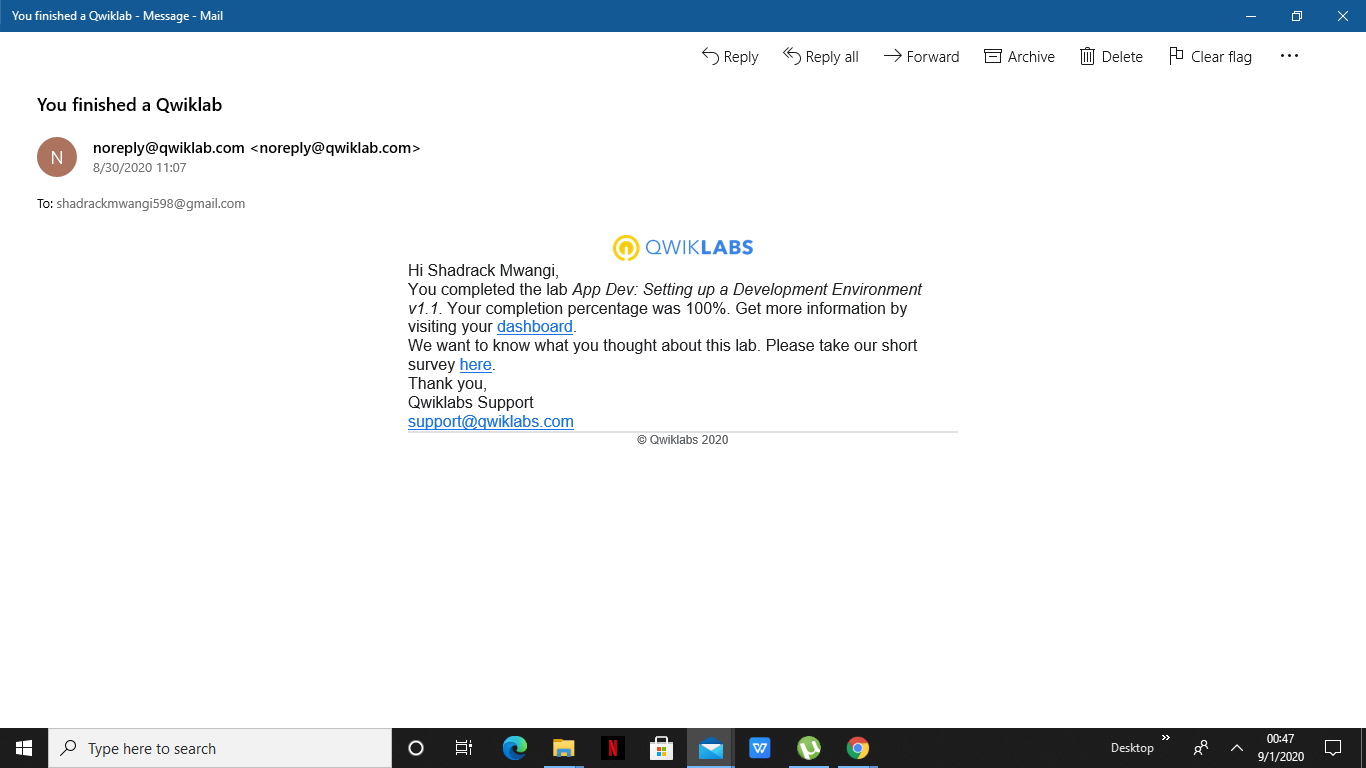 You finished a Qwiklab - Message - Mail
Reply Reply all Forward Archive Delete Clear flag
You finished a Qwiklab
N
noreply@qwiklab.com <noreply@qwiklab.com>
8/30/2020 11:07
To: shadrackmwangi598@gmail.com
QWIKLABS
Hi Shadrack Mwangi,
You completed the lab App Dev: Setting up a Development Environment
v1.1. Your completion percentage was 100%. Get more information by
visiting your dashboard.
We want to know what you thought about this lab. Please take our short
survey here.
Thank you,
Qwiklabs Support
support@qwiklabs.com
© Qwiklabs 2020
Type here to search
N
W
Desktop
00:47
9/1/2020